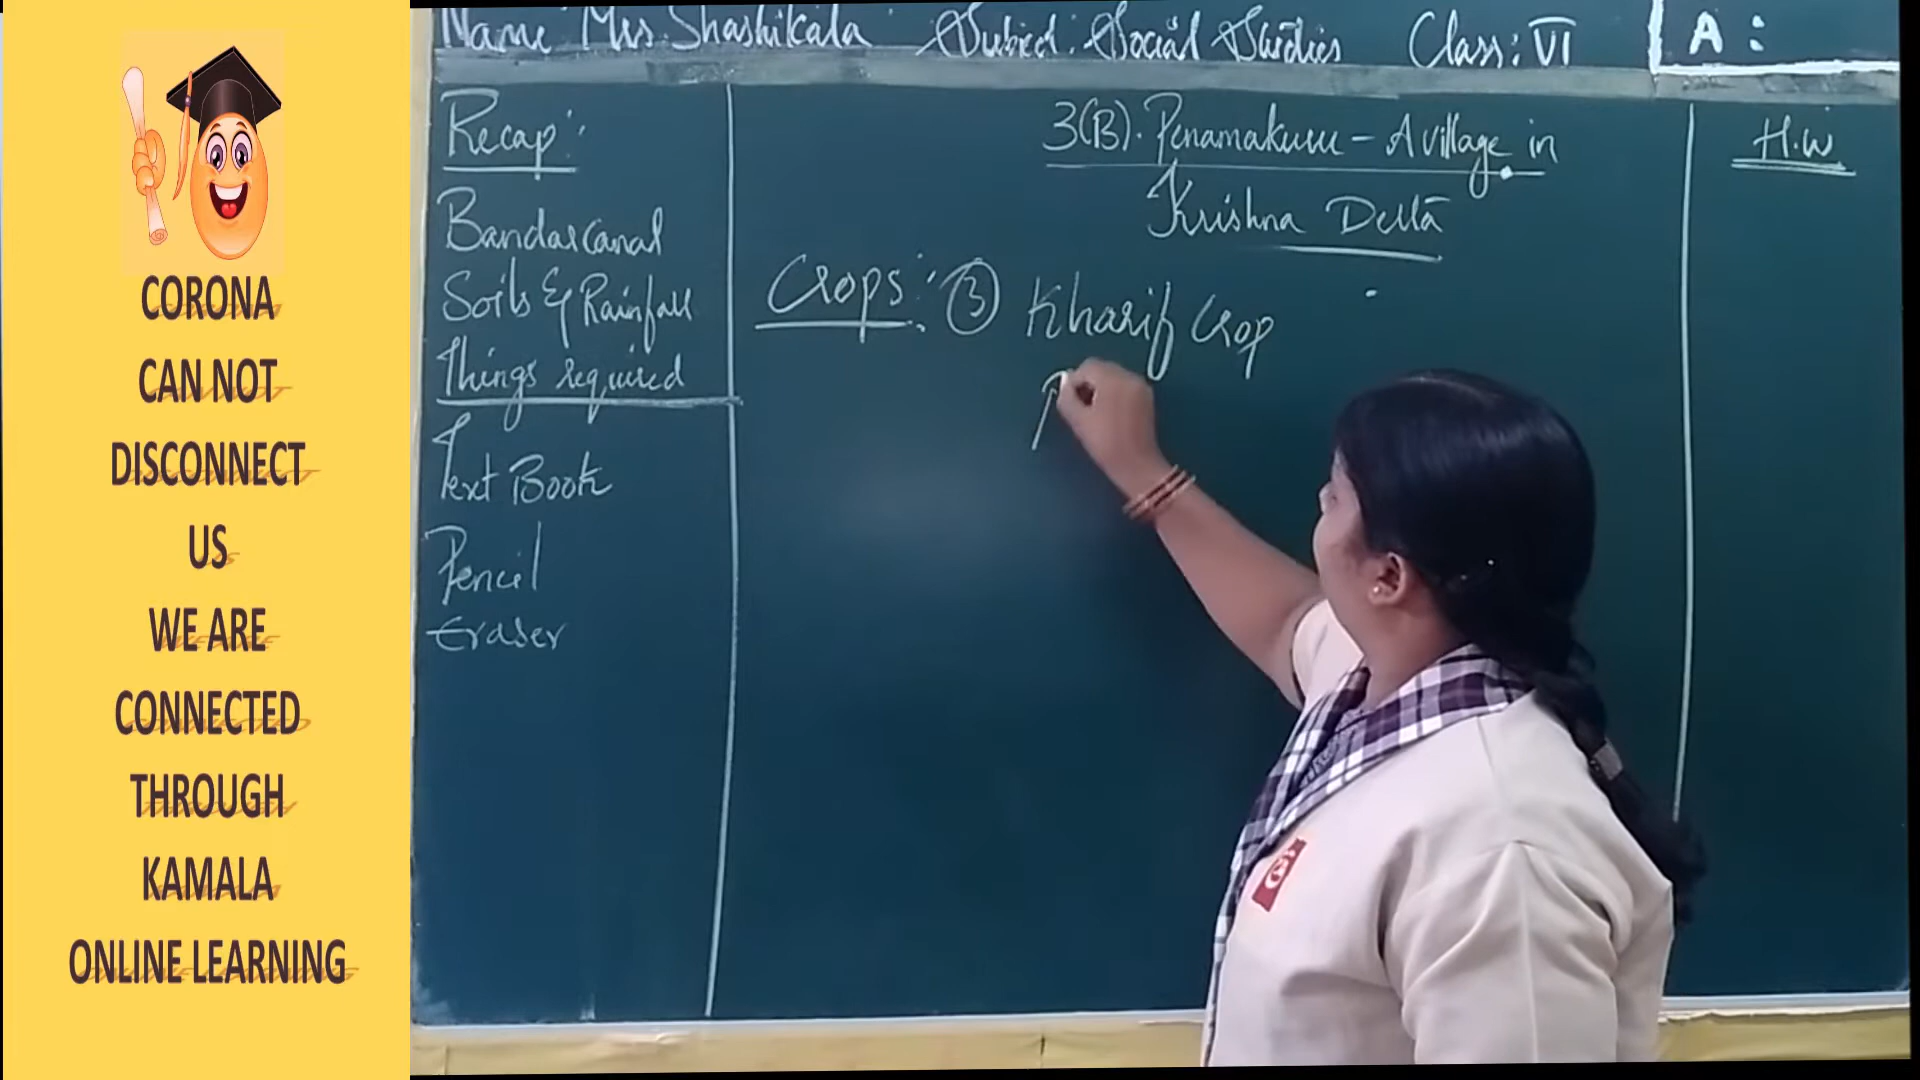 CORONA
CAN NOT
DISCONNECT
US
WE ARE
CONNECTED
THROUGH
KAMALA
ONLINE LEARNING
Name Mrs. Shashikala Subject: Social Studies Class: VI A:
Recap:
Bandar canal
Soils & Rainfall
Things required
Text Book
Pencil
Eraser
3(B). Penamakuru - A village in
Krishna Delta
Crops: 3 Kharif Crop
H.W